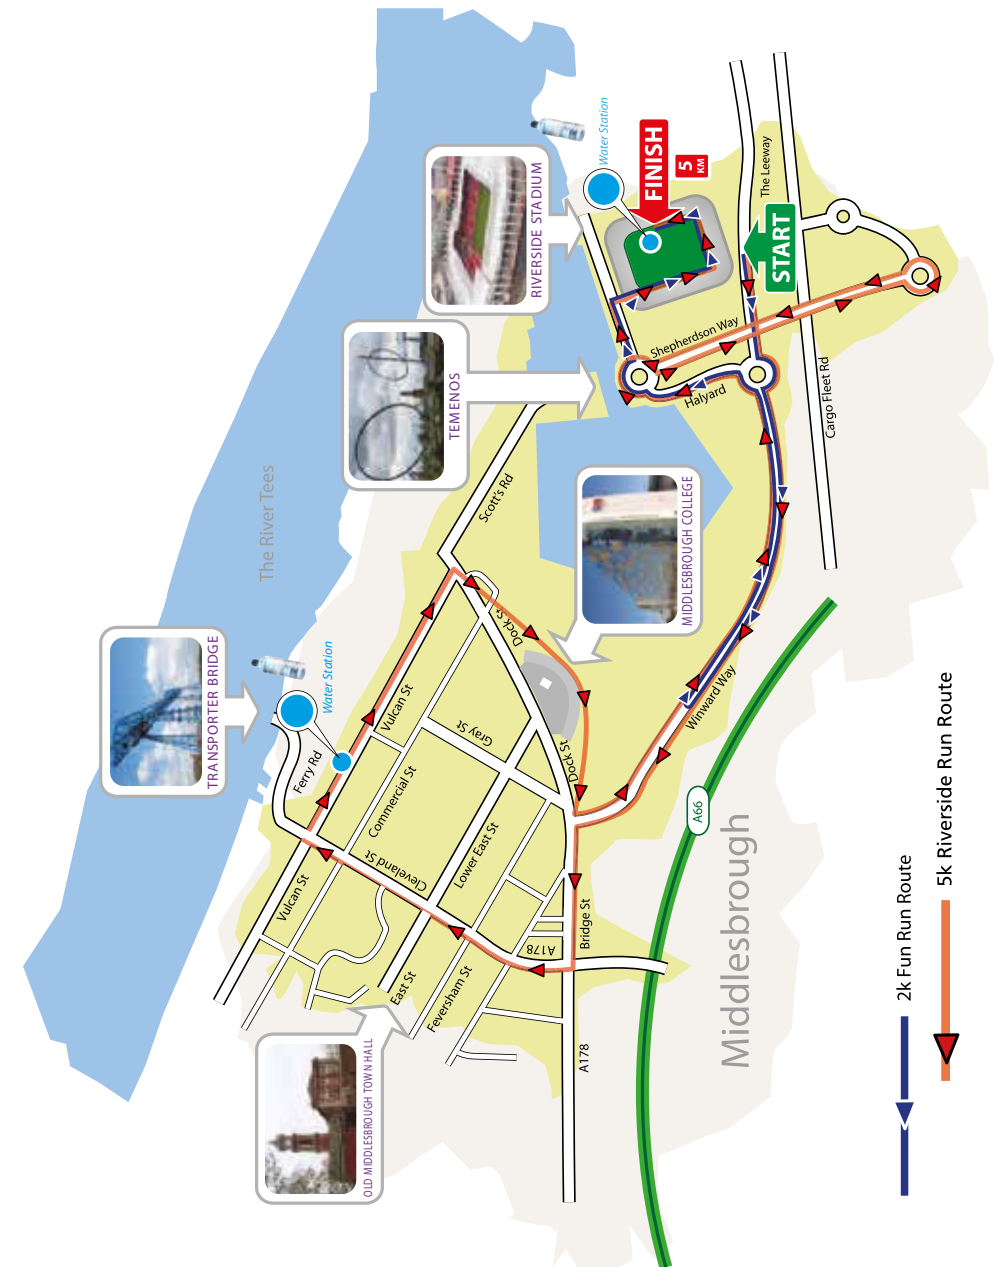 The River Tees
TRANSPORTER BRIDGE
Water Station
Ferry Rd
Vulcan St
Vulcan St
Commercial St
Cleveland St
Lower East St
Gray St
Dock St
Dock St
Scott's Rd
East St
Feversham St
A178
Bridge St
A178
OLD MIDDLESBROUGH TOWN HALL
MIDDLESBROUGH COLLEGE
TEMENOS
RIVERSIDE STADIUM
Water Station
FINISH
5
KM
START
The Leeway
Shepherdson Way
Halyard
Cargo Fleet Rd
Winward Way
A66
Middlesbrough
2k Fun Run Route
5k Riverside Run Route